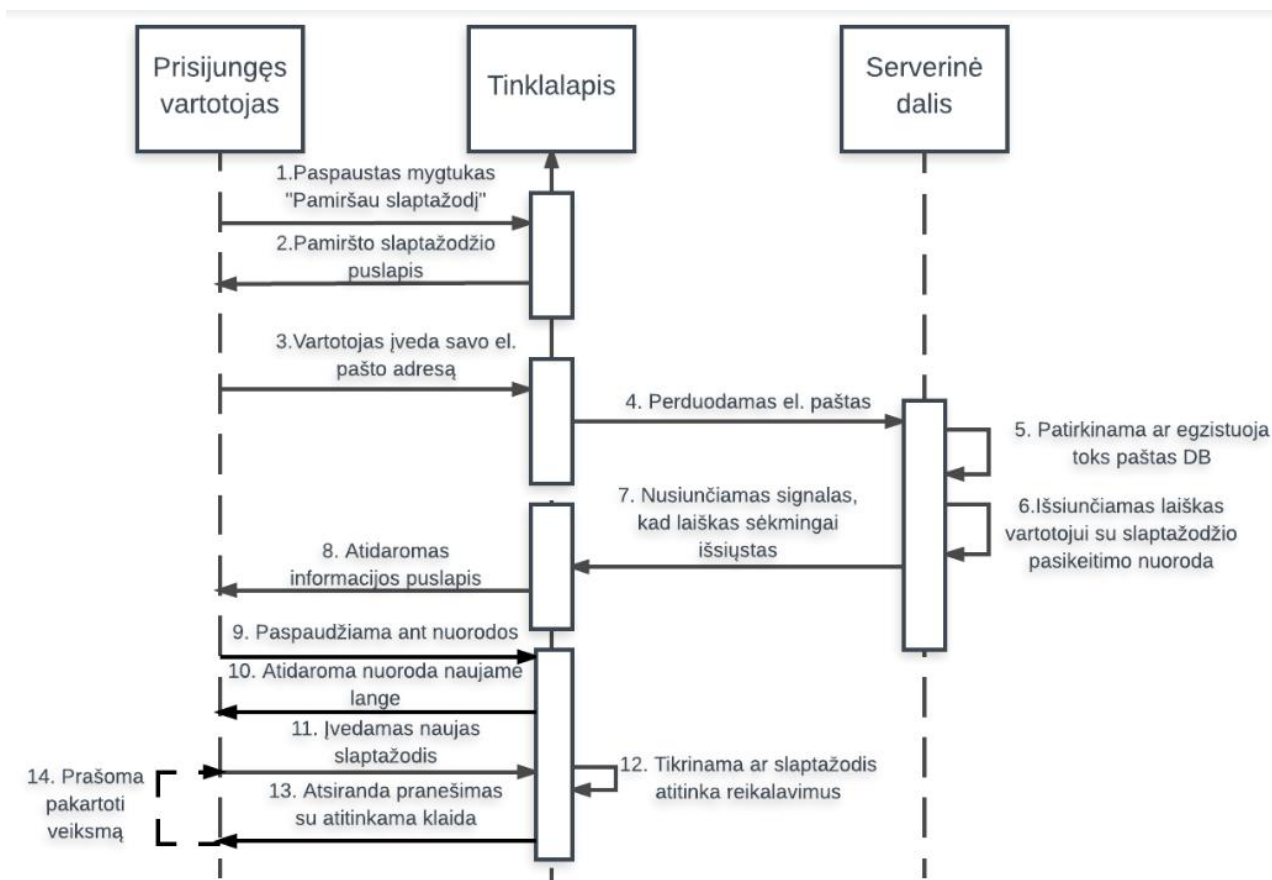 Prisijungęs
vartotojas
Tinklalapis
Serverinė
dalis
1.Paspaustas mygtukas
"Pamiršau slaptažodį"
2.Pamiršto slaptažodžio
puslapis
3.Vartotojas įveda savo el.
pašto adresą
4. Perduodamas el. paštas
5. Patirkinama ar egzistuoja
toks paštas DB
6.Išsiunčiamas laiškas
vartotojui su slaptažodžio
pasikeitimo nuoroda
7. Nusiunčiamas signalas,
kad laiškas sėkmingai
išsiųstas
8. Atidaromas
informacijos puslapis
9. Paspaudžiama ant nuorodos
10. Atidaroma nuoroda naujame
lange
11. Įvedamas naujas
slaptažodis
12. Tikrinama ar slaptažodis
atitinka reikalavimus
13. Atsiranda pranešimas
su atitinkama klaida
14. Prašoma
pakartoti
veiksmą